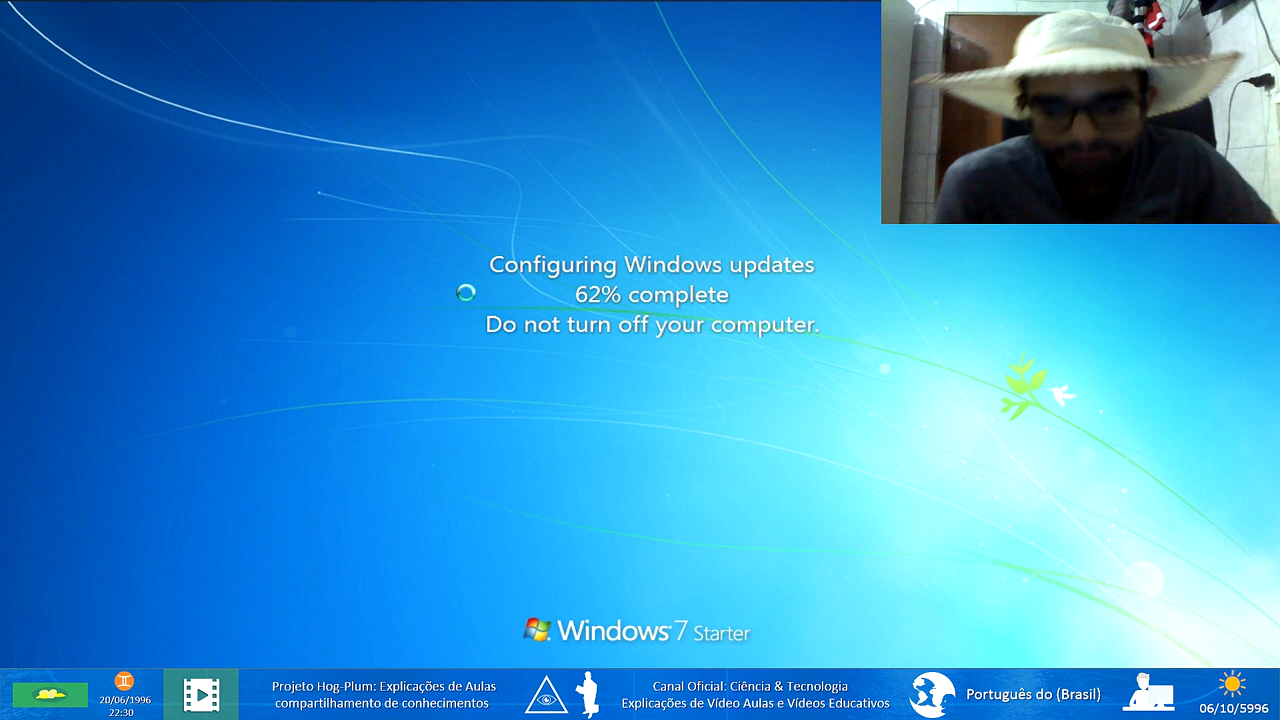 Configuring Windows updates
62% complete
Do not turn off your computer.
Windows 7 Starter
20/06/1996
22:30
Projeto Hog-Plum: Explicações de Aulas
compartilhamento de conhecimentos
Canal Oficial: Ciência & Tecnologia
Explicações de Vídeo Aulas e Vídeos Educativos
Português do (Brasil)
06/10/5996